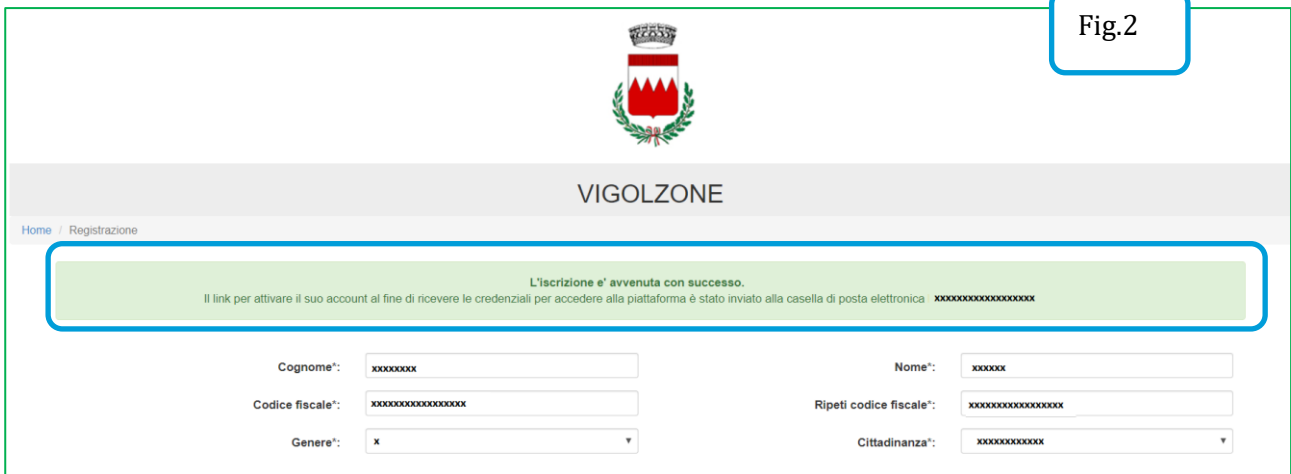 Fig.2
VIGOLZONE
Home / Registrazione
L'iscrizione e' avvenuta con successo.
Il link per attivare il suo account al fine di ricevere le credenziali per accedere alla piattaforma è stato inviato alla casella di posta elettronica xxxxxxxxxxxxxxxxxx
Cognome*: xxxxxxxx Nome*: xxxxxx
Codice fiscale*: xxxxxxxxxxxxxxxxx Ripeti codice fiscale*: xxxxxxxxxxxxxxxxx
Genere*: x Cittadinanza*: xxxxxxxxxxxx